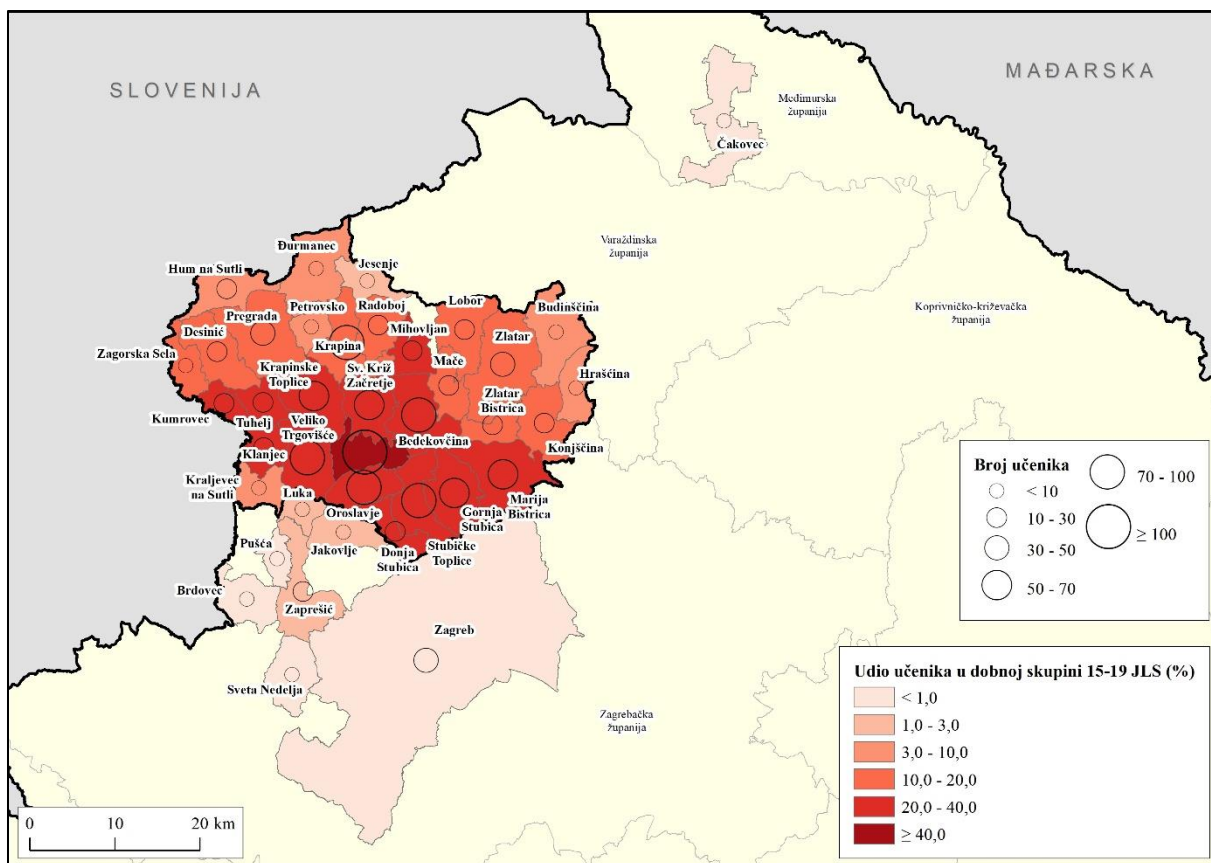 SLOVENIJA
MAĐARSKA
Međimurska
županija
Čakovec
Varaždinska
županija
Koprivničko-križevačka
županija
Đurmanec
Jesenje
Hum na Sutli
Lobor
Budinščina
Petrovsko
Radoboj
Pregrada
Mihovljan
Zlatar
Desinić
Krapina
Mače
Zagorska Sela
Krapinske
Toplice
Sv. Križ
Začretje
Hrašćina
Zlatar
Bistrica
Kumrovec
Tuhelj
Veliko
Trgovišće
Bedekovčina
Konjščina
Klanjec
Kraljevec
na Sutli
Luka
Oroslavje
Gornja
Stubica
Marija
Bistrica
Pušća
Jakovlje
Donja
Stubica
Stubičke
Toplice
Brdovec
Zaprešić
Zagreb
Sveta Nedelja
Zagrebačka
županija
Broj učenika
< 10
10 - 30
30 - 50
50 - 70
70 - 100
≥ 100
Udio učenika u dobnoj skupini 15-19 JLS (%)
< 1,0
1,0 - 3,0
3,0 - 10,0
10,0 - 20,0
20,0 - 40,0
≥ 40,0
0 10 20 km